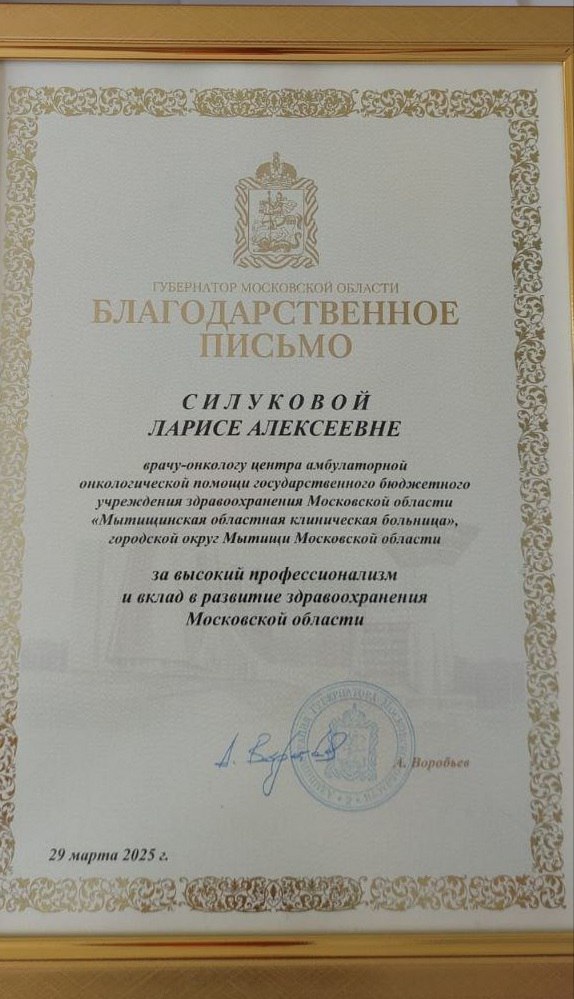 ГУБЕРНАТОР МОСКОВСКОЙ ОБЛАСТИ
БЛАГОДАРСТВЕННОЕ
ПИСЬМО
СИЛУКОВОЙ
ЛАРИСЕ АЛЕКСЕЕВНЕ
врачу-онкологу центра амбулаторной
онкологической помощи государственного бюджетного
учреждения здравоохранения Московской области
«Мытищинская областная клиническая больница»,
городской округ Мытищи Московской области
за высокий профессионализм
и вклад в развитие здравоохранения
Московской области
А. Воробьев
29 марта 2025 г.